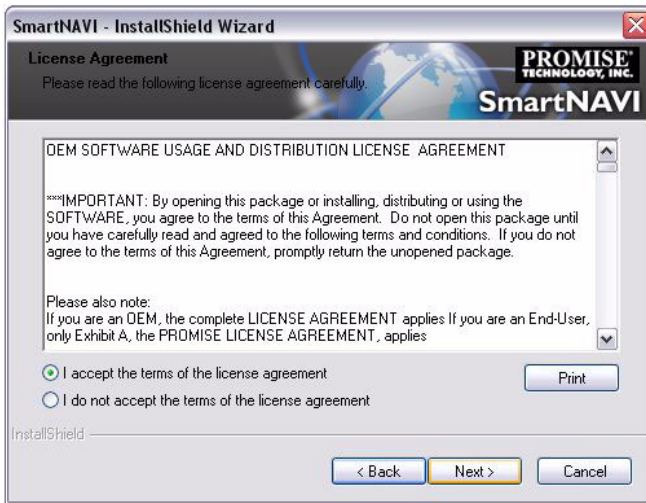 SmartNAVI - InstallShield Wizard
License Agreement
Please read the following license agreement carefully.
PROMISE®
TECHNOLOGY, INC.
SmartNAVI
OEM SOFTWARE USAGE AND DISTRIBUTION LICENSE AGREEMENT
***IMPORTANT: By opening this package or installing, distributing or using the
SOFTWARE, you agree to the terms of this Agreement. Do not open this package until
you have carefully read and agreed to the following terms and conditions. If you do not
agree to the terms of this Agreement, promptly return the unopened package.
Please also note:
If you are an OEM, the complete LICENSE AGREEMENT applies If you are an End-User,
only Exhibit A, the PROMISE LICENSE AGREEMENT, applies
I accept the terms of the license agreement
Print
I do not accept the terms of the license agreement
InstallShield
< Back
Next >
Cancel